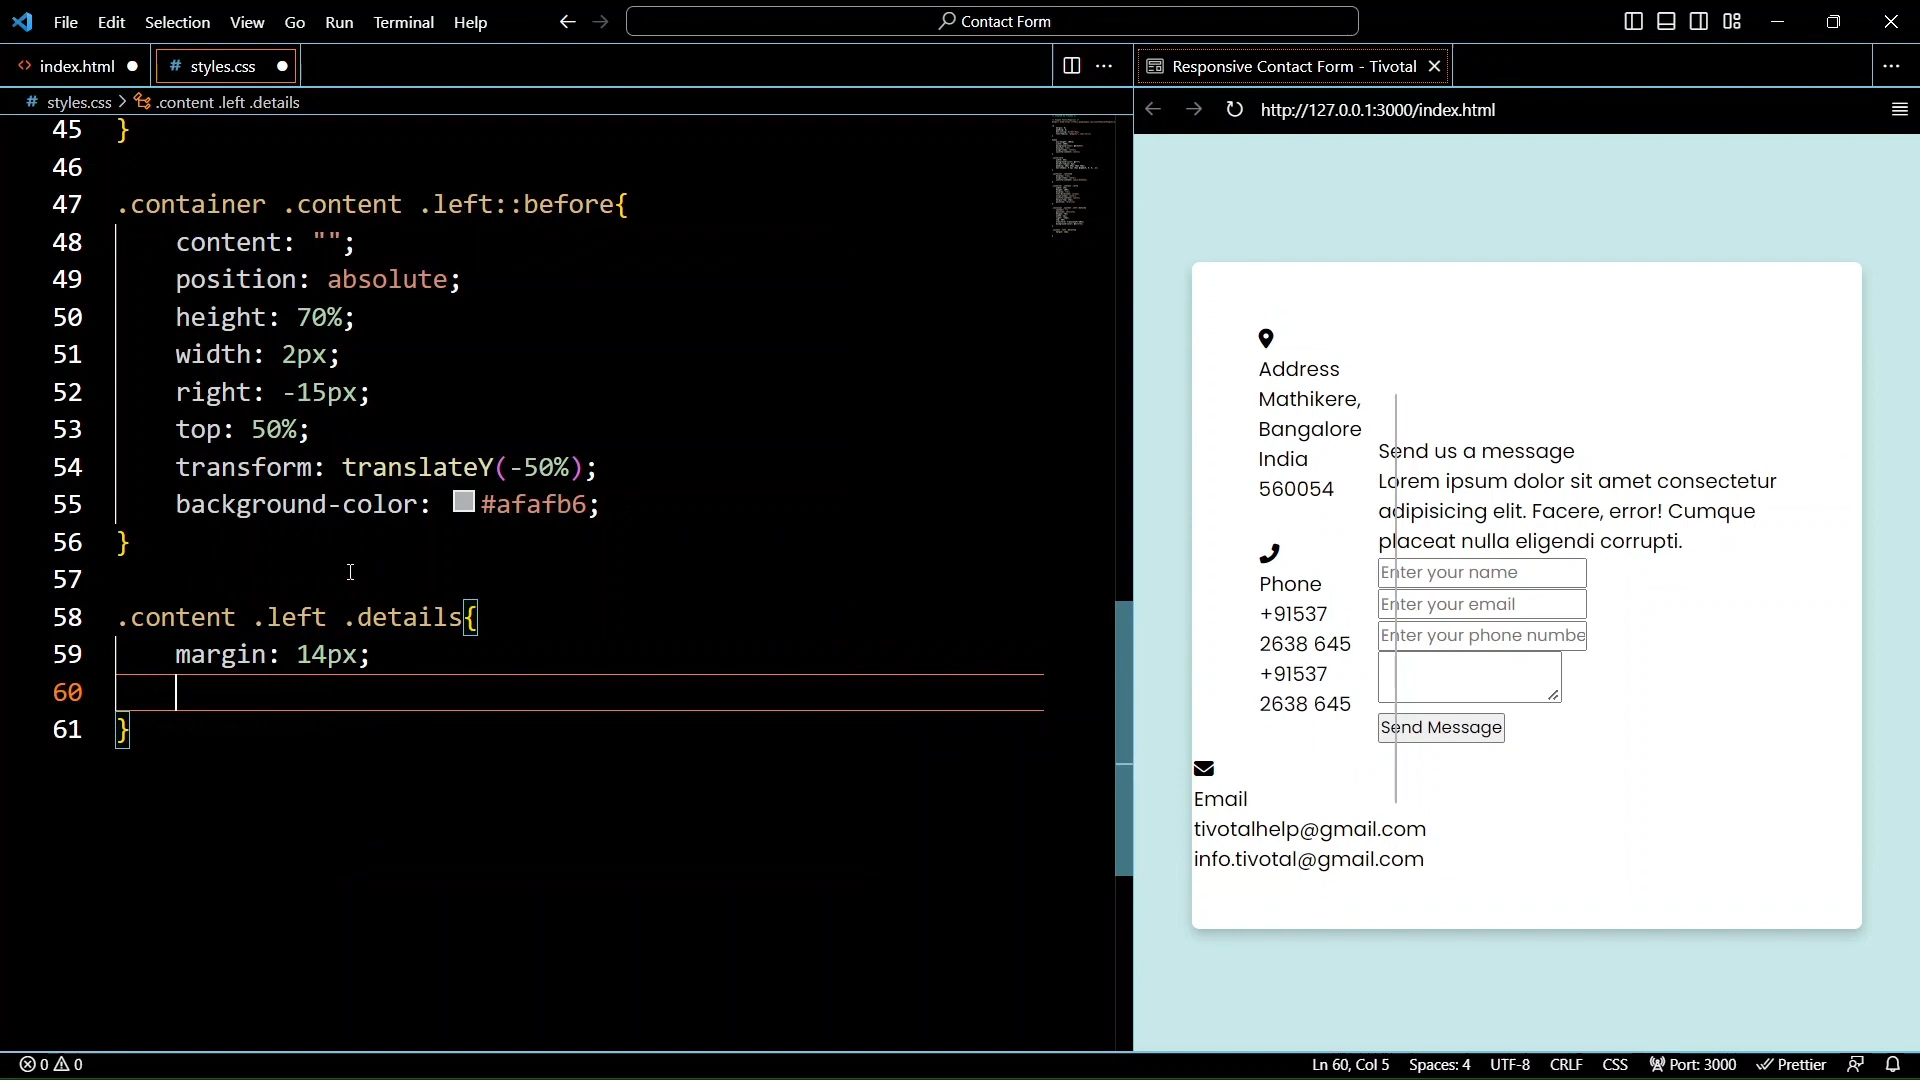 File Edit Selection View Go Run Terminal Help
Contact Form
index.html
# styles.css
Responsive Contact Form - Tivotal
# styles.css > .content .left .details
http://127.0.0.1:3000/index.html
45 }
46
47 .container .content .left::before{
48 content: "";
49 position: absolute;
50 height: 70%;
51 width: 2px;
52 right: -15px;
53 top: 50%;
54 transform: translateY(-50%);
55 background-color: #afafb6;
56 }
57
58 .content .left .details{
59 margin: 14px;
60
61 }
Address
Mathikere,
Bangalore
India
560054
Phone
+91537
2638 645
+91537
2638 645
Email
tivotalhelp@gmail.com
info.tivotal@gmail.com
Send us a message
Lorem ipsum dolor sit amet consectetur
adipisicing elit. Facere, error! Cumque
placeat nulla eligendi corrupti.
Enter your name
Enter your email
Enter your phone numbe
Send Message
0 0
Ln 60, Col 5 Spaces: 4 UTF-8 CRLF CSS Port: 3000 Prettier